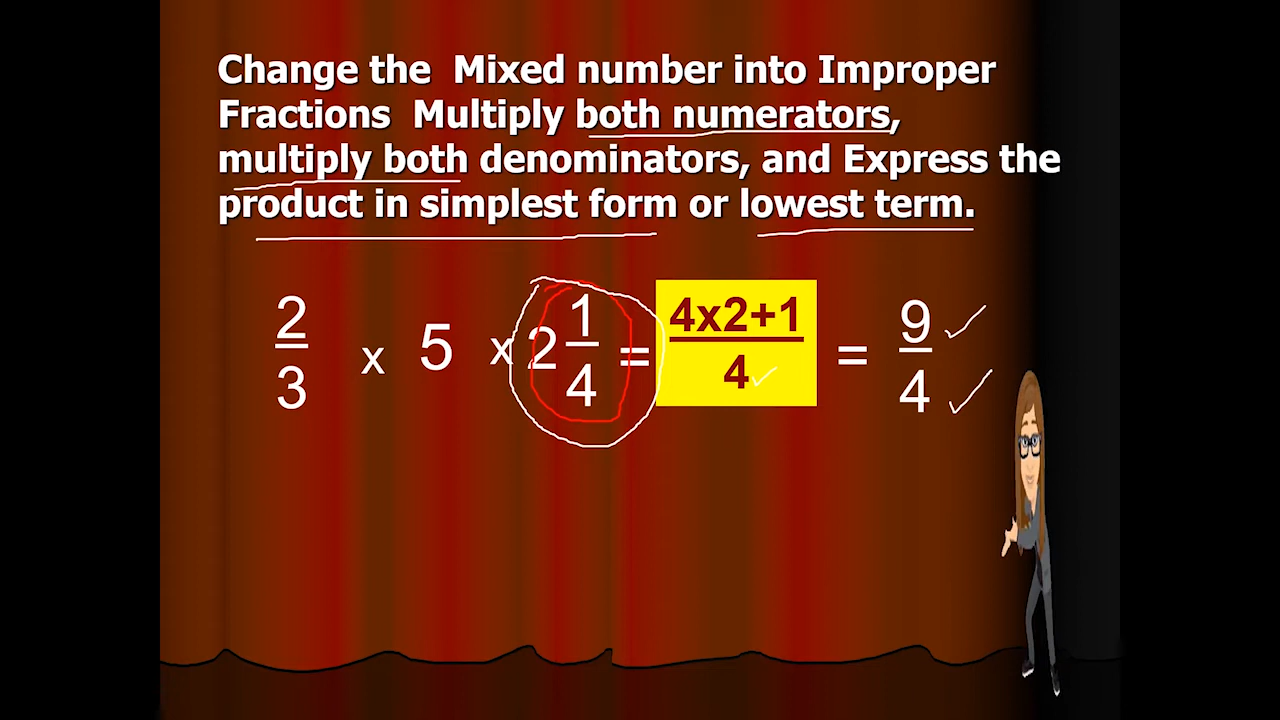 Change the Mixed number into Improper
Fractions Multiply both numerators,
multiply both denominators, and Express the
product in simplest form or lowest term.
2/3 x 5 x 2 1/4 = 4x2+1/4 = 9/4